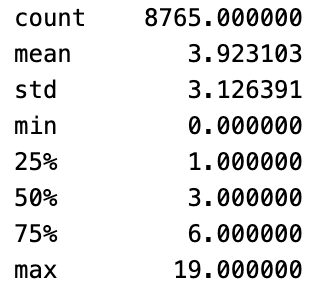 count 8765.000000
mean 3.923103
std 3.126391
min 0.000000
25% 1.000000
50% 3.000000
75% 6.000000
max 19.000000